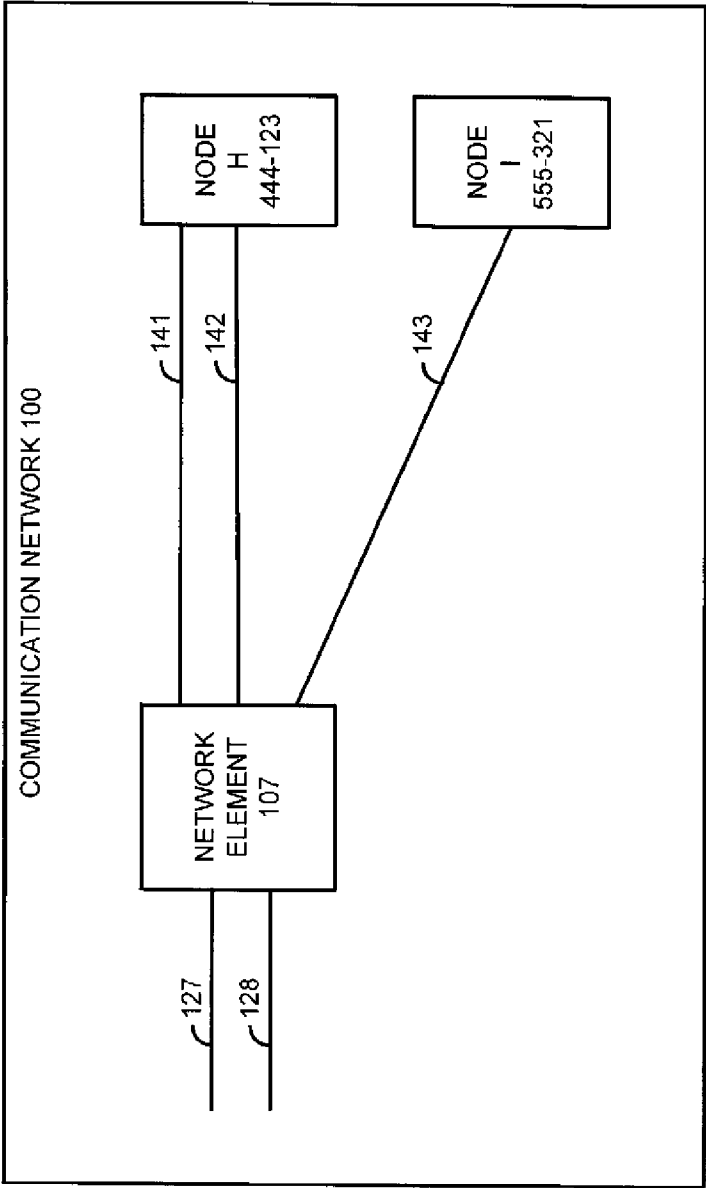 COMMUNICATION NETWORK 100
127
128
NETWORK
ELEMENT
107
141
142
143
NODE
H
444-123
NODE
I
555-321